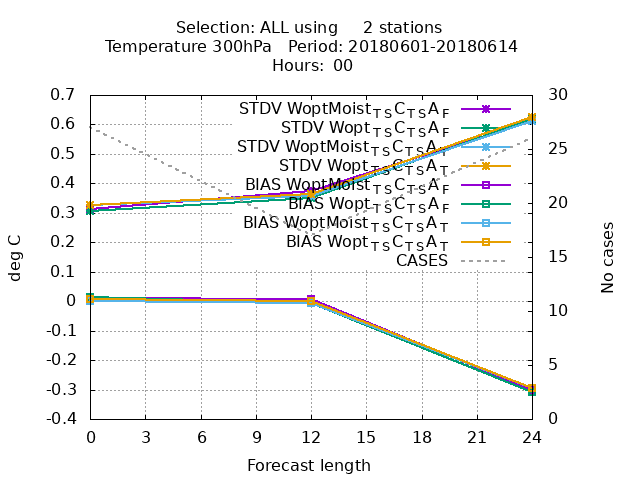 Selection: ALL using     2 stations
Temperature 300hPa   Period: 20180601-20180614
Hours:  00
0.7
0.6
0.5
0.4
0.3
0.2
0.1
0
-0.1
-0.2
-0.3
-0.4
deg C
STDV WoptMoist_TS C_TS A_F
STDV Wopt_TS C_TS A_F
STDV WoptMoist_TS C_TS A_T
STDV Wopt_TS C_TS A_T
BIAS WoptMoist_TS C_TS A_F
BIAS Wopt_TS C_TS A_F
BIAS WoptMoist_TS C_TS A_T
BIAS Wopt_TS C_TS A_T
CASES
30
25
20
15
10
5
0
No cases
0 3 6 9 12 15 18 21 24
Forecast length